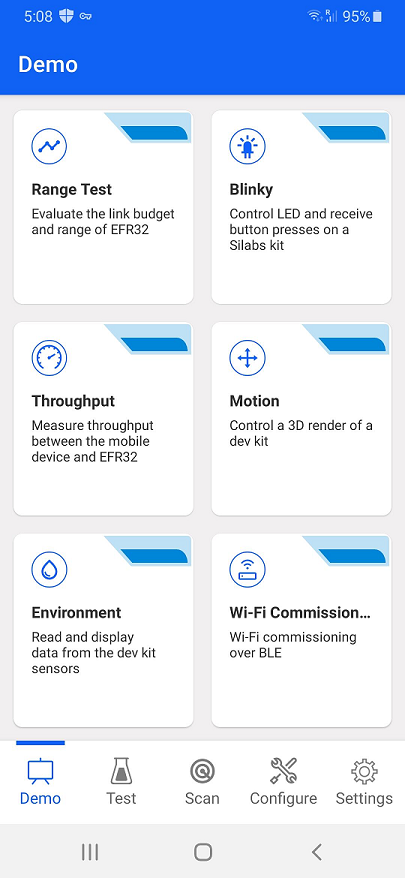 5:08
R
95%
Demo
Range Test
Evaluate the link budget
and range of EFR32
Blinky
Control LED and receive
button presses on a
Silabs kit
Throughput
Measure throughput
between the mobile
device and EFR32
Motion
Control a 3D render of a
dev kit
Environment
Read and display
data from the dev kit
sensors
Wi-Fi Commission...
Wi-Fi commissioning
over BLE
Demo
Test
Scan
Configure
Settings